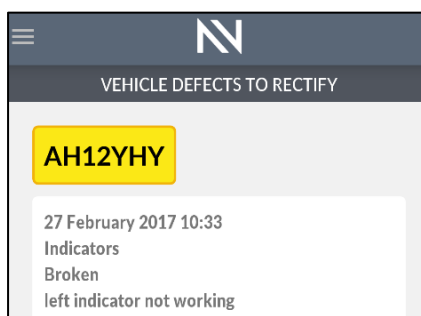 VEHICLE DEFECTS TO RECTIFY
AH12YHY
27 February 2017 10:33
Indicators
Broken
left indicator not working